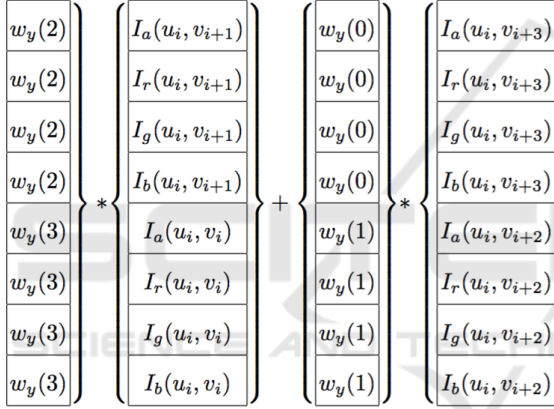 w_y(2) I_a(u_i, v_{i+1}) w_y(0) I_a(u_i, v_{i+3})
w_y(2) I_r(u_i, v_{i+1}) w_y(0) I_r(u_i, v_{i+3})
w_y(2) I_g(u_i, v_{i+1}) w_y(0) I_g(u_i, v_{i+3})
w_y(2) I_b(u_i, v_{i+1}) w_y(0) I_b(u_i, v_{i+3})
* + *
w_y(3) I_a(u_i, v_i) w_y(1) I_a(u_i, v_{i+2})
w_y(3) I_r(u_i, v_i) w_y(1) I_r(u_i, v_{i+2})
w_y(3) I_g(u_i, v_i) w_y(1) I_g(u_i, v_{i+2})
SCIENCE AND TECH
w_y(3) I_b(u_i, v_i) w_y(1) I_b(u_i, v_{i+2})